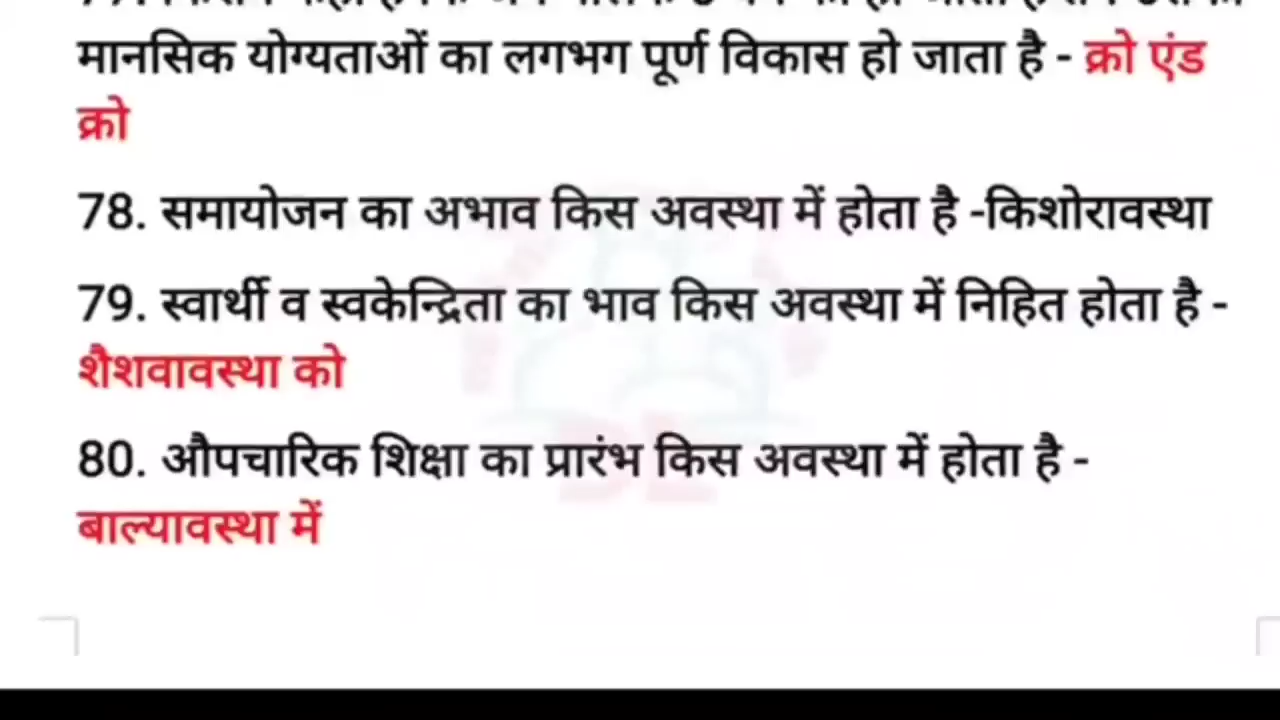 मानसिक योग्यताओं का लगभग पूर्ण विकास हो जाता है - क्रो एंड
क्रो
78. समायोजन का अभाव किस अवस्था में होता है -किशोरावस्था
79. स्वार्थी व स्वकेन्द्रिता का भाव किस अवस्था में निहित होता है -
शैशवावस्था को
80. औपचारिक शिक्षा का प्रारंभ किस अवस्था में होता है -
बाल्यावस्था में